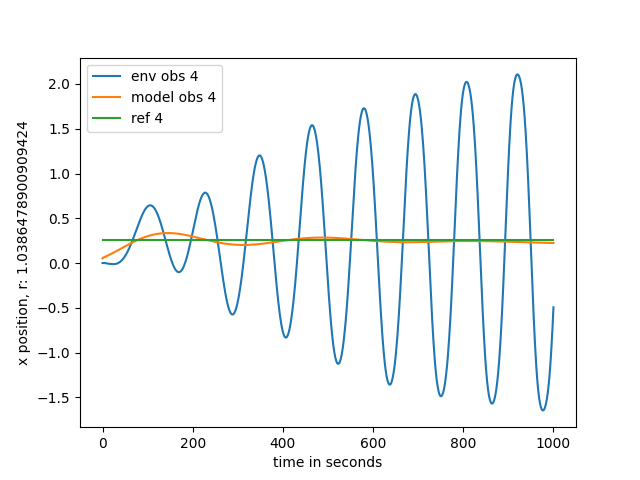 env obs 4
model obs 4
ref 4
2.0
1.5
1.0
0.5
0.0
−0.5
−1.0
−1.5
x position, r: 1.0386478900909424
0
200
400
600
800
1000
time in seconds